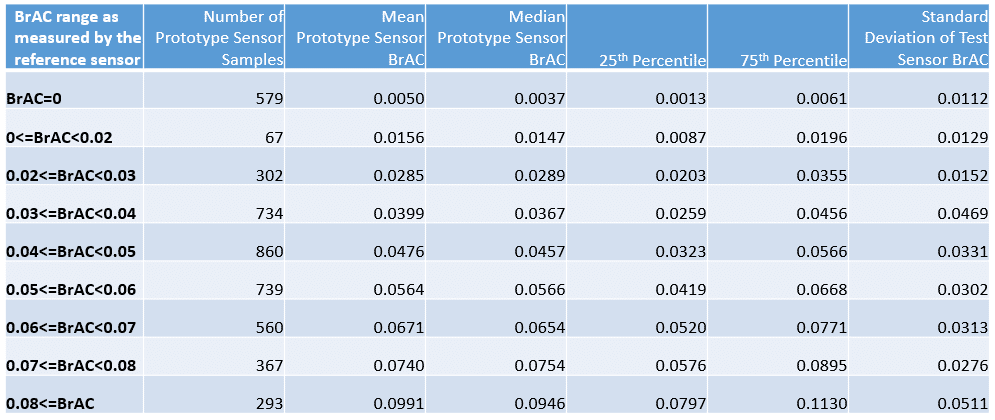 BrAC range as measured by the reference sensor Number of Prototype Sensor Samples Mean Prototype Sensor BrAC Median Prototype Sensor BrAC 25th Percentile 75th Percentile Standard Deviation of Test Sensor BrAC
BrAC=0 579 0.0050 0.0037 0.0013 0.0061 0.0112
0<=BrAC<0.02 67 0.0156 0.0147 0.0087 0.0196 0.0129
0.02<=BrAC<0.03 302 0.0285 0.0289 0.0203 0.0355 0.0152
0.03<=BrAC<0.04 734 0.0399 0.0367 0.0259 0.0456 0.0469
0.04<=BrAC<0.05 860 0.0476 0.0457 0.0323 0.0566 0.0331
0.05<=BrAC<0.06 739 0.0564 0.0566 0.0419 0.0668 0.0302
0.06<=BrAC<0.07 560 0.0671 0.0654 0.0520 0.0771 0.0313
0.07<=BrAC<0.08 367 0.0740 0.0754 0.0576 0.0895 0.0276
0.08<=BrAC 293 0.0991 0.0946 0.0797 0.1130 0.0511